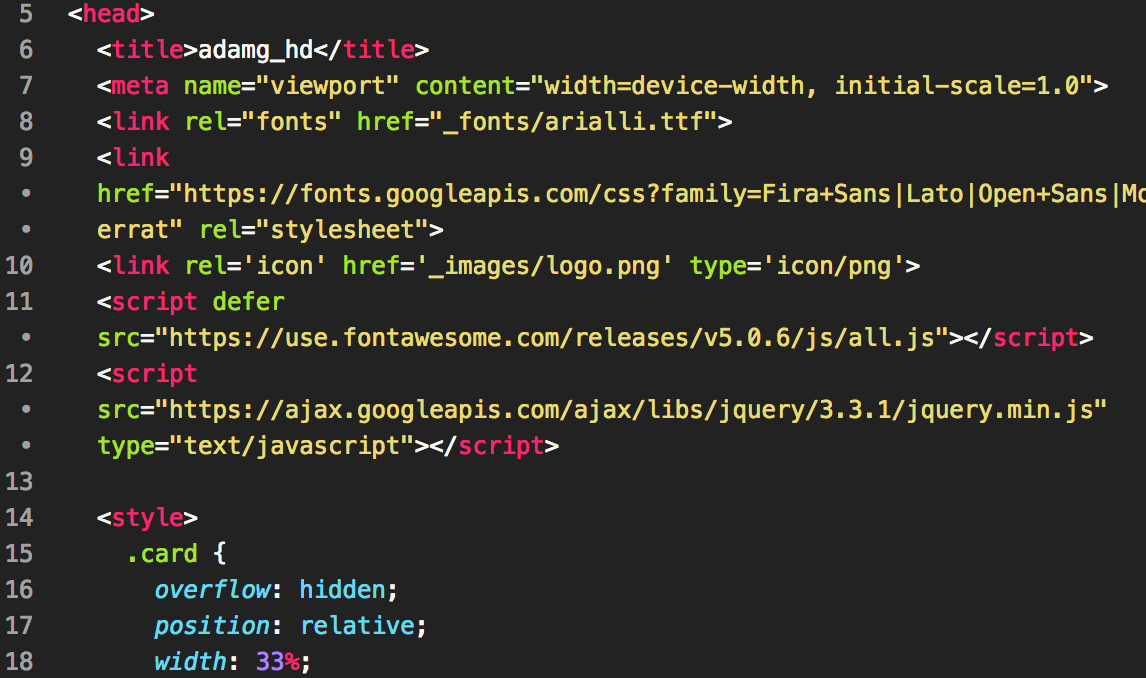 5 <head>
6 <title>adamg_hd</title>
7 <meta name="viewport" content="width=device-width, initial-scale=1.0">
8 <link rel="fonts" href="_fonts/arialli.ttf">
9 <link
• href="https://fonts.googleapis.com/css?family=Fira+Sans|Lato|Open+Sans|Mo
• errat" rel="stylesheet">
10 <link rel='icon' href='_images/logo.png' type='icon/png'>
11 <script defer
• src="https://use.fontawesome.com/releases/v5.0.6/js/all.js"></script>
12 <script
• src="https://ajax.googleapis.com/ajax/libs/jquery/3.3.1/jquery.min.js"
• type="text/javascript"></script>
13
14 <style>
15 .card {
16 overflow: hidden;
17 position: relative;
18 width: 33%;